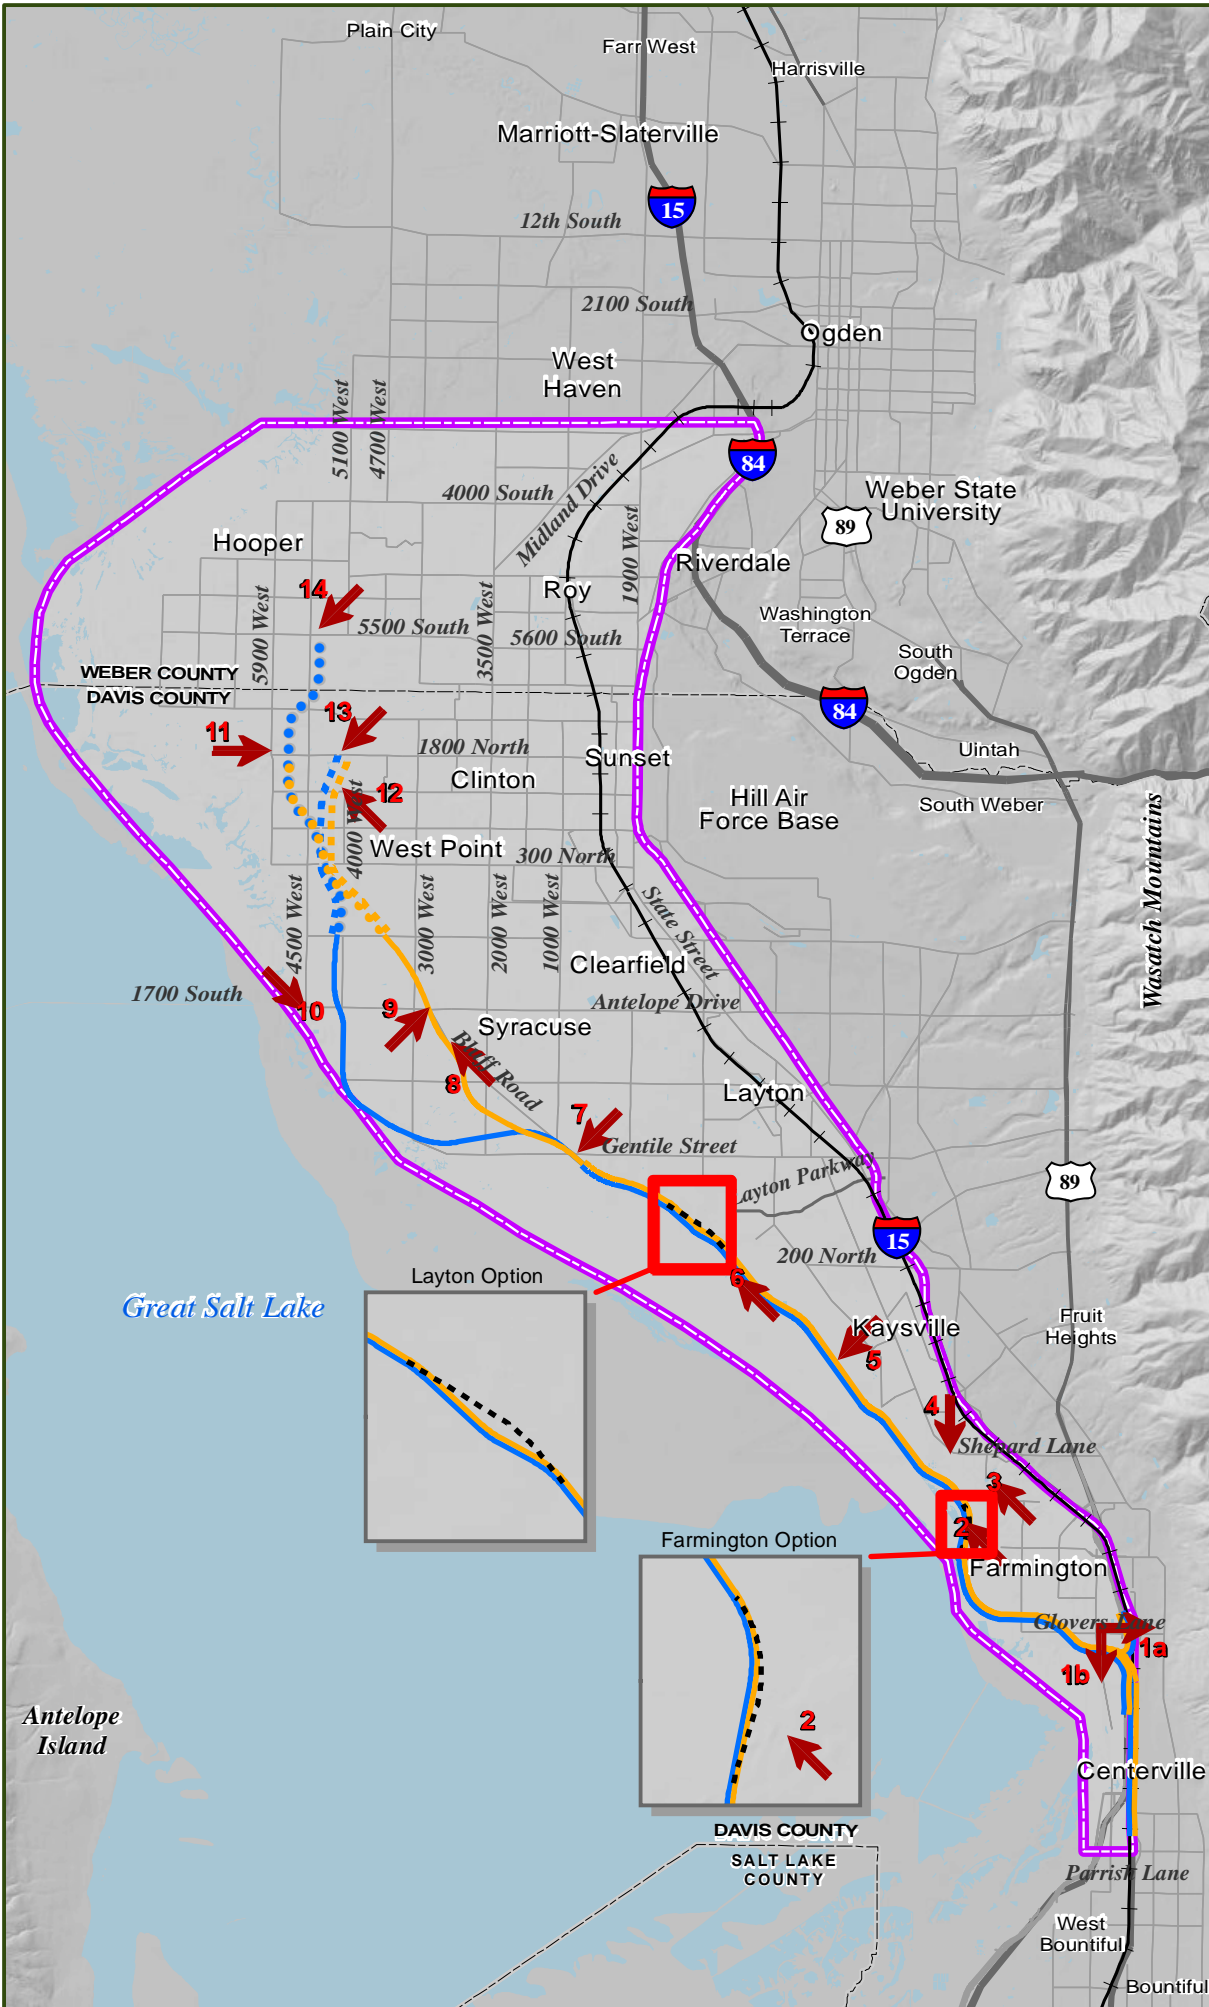 Plain City
Farr West
Harrisville
Marriott-Slaterville
15
12th South
2100 South
Ogden
West
Haven
5100 West
4700 West
84
Midland Drive
4000 South
Weber State
University
89
1900 West
Hooper
Riverdale
14
Roy
5900 West
3500 West
5500 South
5600 South
Washington
Terrace
South
Ogden
WEBER COUNTY
DAVIS COUNTY
84
13
11
1800 North
Sunset
Uintah
Clinton
12
Hill Air
Force Base
South Weber
4000 West
West Point
300 North
Wasatch Mountains
4500 West
3000 West
2000 West
1000 West
State Street
Clearfield
1700 South
10
9
Antelope Drive
Syracuse
Bluff Road
8
Layton
7
Gentile Street
Layton Parkway
89
15
200 North
6
Layton Option
Great Salt Lake
Kaysville
Fruit
Heights
5
4
Shepard Lane
3
2
Farmington Option
Farmington
Glovers Lane
1a
1b
2
Antelope
Island
Centerville
DAVIS COUNTY
SALT LAKE
COUNTY
Parrish Lane
West
Bountiful
Bountiful